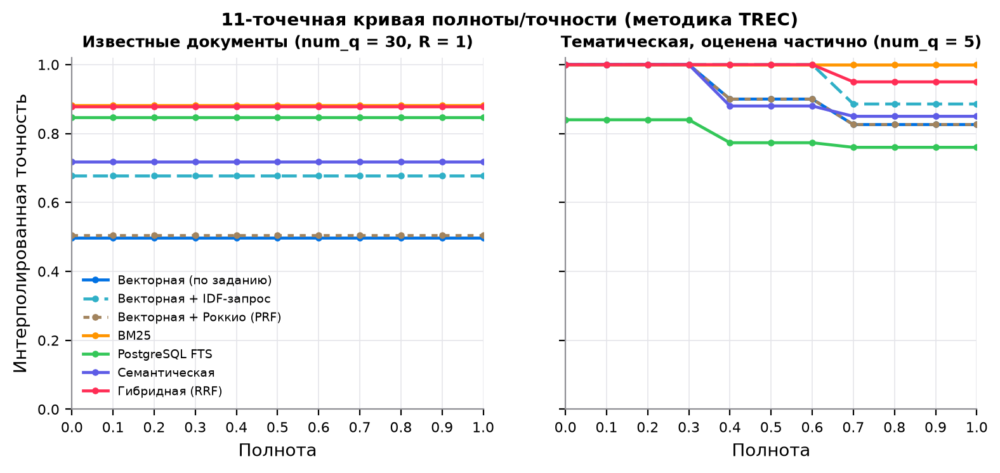 11-точечная кривая полноты/точности (методика TREC)
Известные документы (num_q = 30, R = 1)
Тематическая, оценена частично (num_q = 5)
Интерполированная точность
1.0
0.8
0.6
0.4
0.2
0.0
Векторная (по заданию)
Векторная + IDF-запрос
Векторная + Роккио (PRF)
BM25
PostgreSQL FTS
Семантическая
Гибридная (RRF)
0.0 0.1 0.2 0.3 0.4 0.5 0.6 0.7 0.8 0.9 1.0
Полнота
0.0 0.1 0.2 0.3 0.4 0.5 0.6 0.7 0.8 0.9 1.0
Полнота